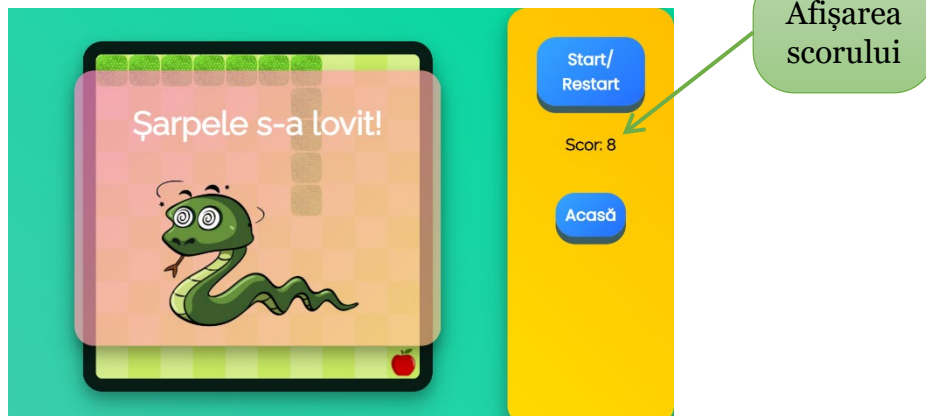 Șarpele s-a lovit!
Start/
Restart
Scor: 8
Acasă
Afișarea
scorului